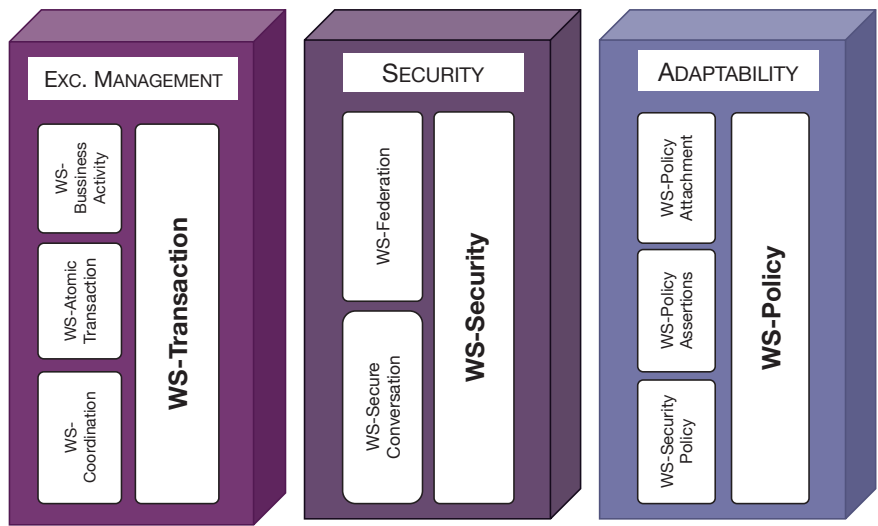 EXC. MANAGEMENT
WS-
Bussiness
Activity
WS-Atomic
Transaction
WS-
Coordination
WS-Transaction
SECURITY
WS-Federation
WS-Secure
Conversation
WS-Security
ADAPTABILITY
WS-Policy
Attachment
WS-Policy
Assertions
WS-Security
Policy
WS-Policy